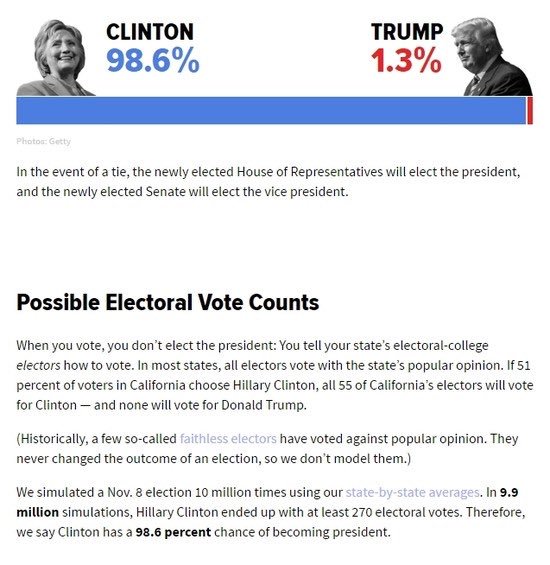 CLINTON
98.6%
TRUMP
1.3%
Photos: Getty
In the event of a tie, the newly elected House of Representatives will elect the president,
and the newly elected Senate will elect the vice president.
Possible Electoral Vote Counts
When you vote, you don’t elect the president: You tell your state’s electoral-college
electors how to vote. In most states, all electors vote with the state’s popular opinion. If 51
percent of voters in California choose Hillary Clinton, all 55 of California’s electors will vote
for Clinton — and none will vote for Donald Trump.
(Historically, a few so-called faithless electors have voted against popular opinion. They
never changed the outcome of an election, so we don’t model them.)
We simulated a Nov. 8 election 10 million times using our state-by-state averages. In 9.9
million simulations, Hillary Clinton ended up with at least 270 electoral votes. Therefore,
we say Clinton has a 98.6 percent chance of becoming president.